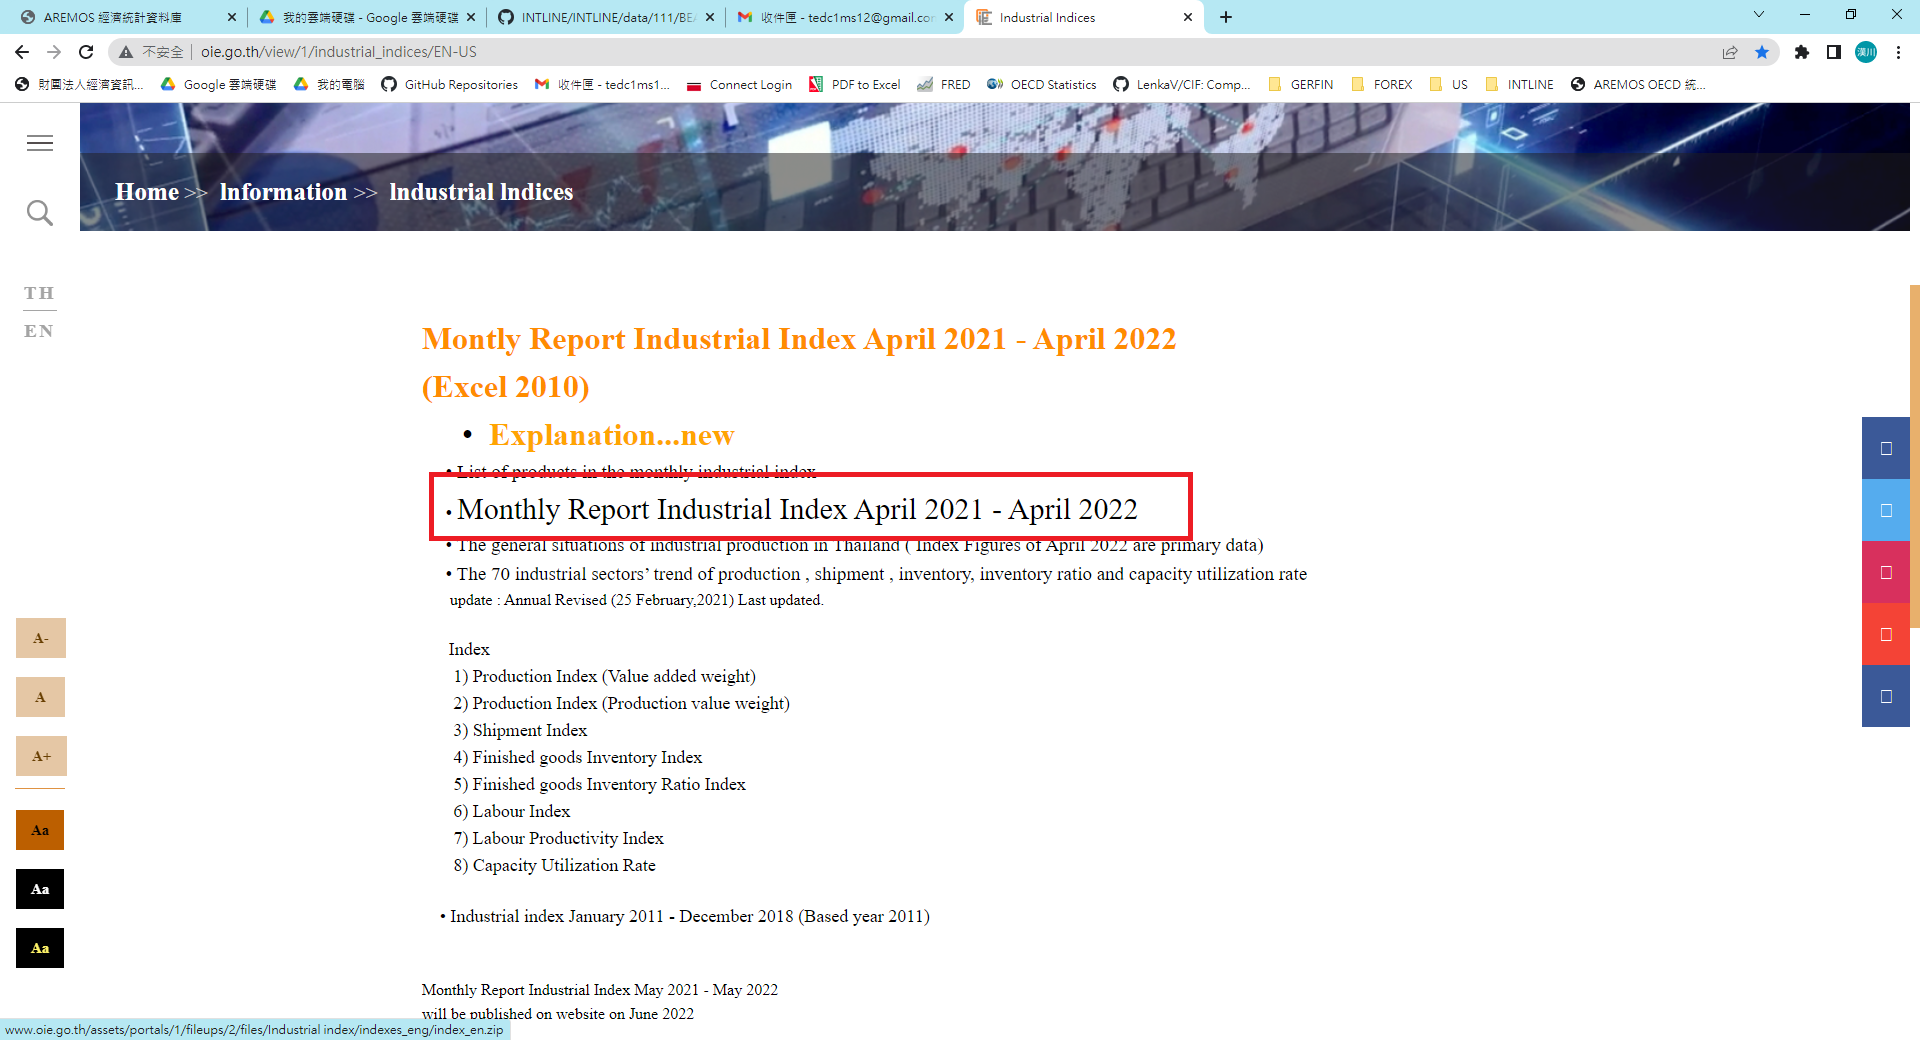 AREMOS 經濟統計資料庫
我的雲端硬碟 - Google 雲端硬碟
INTLINE/INTLINE/data/111/BEA
收件匣 - tedc1ms12@gmail.com
Industrial Indices
不安全 oie.go.th/view/1/industrial_indices/EN-US
漢川
財團法人經濟資訊...
Google 雲端硬碟
我的電腦
GitHub Repositories
收件匣 - tedc1ms1...
Connect Login
PDF to Excel
FRED
OECD Statistics
LenkaV/CIF: Comp...
GERFIN
FOREX
US
INTLINE
AREMOS OECD 統...
Home >> Information >> Industrial Indices
TH
EN
Montly Report Industrial Index April 2021 - April 2022
(Excel 2010)
• Explanation...new
• List of products in the monthly industrial index
• Monthly Report Industrial Index April 2021 - April 2022
• The general situations of industrial production in Thailand ( Index Figures of April 2022 are primary data)
• The 70 industrial sectors’ trend of production , shipment , inventory, inventory ratio and capacity utilization rate
update : Annual Revised (25 February,2021) Last updated.
Index
1) Production Index (Value added weight)
2) Production Index (Production value weight)
3) Shipment Index
4) Finished goods Inventory Index
5) Finished goods Inventory Ratio Index
6) Labour Index
7) Labour Productivity Index
8) Capacity Utilization Rate
• Industrial index January 2011 - December 2018 (Based year 2011)
Monthly Report Industrial Index May 2021 - May 2022
will be published on website on June 2022
A-
A
A+
Aa
Aa
Aa
www.oie.go.th/assets/portals/1/fileups/2/files/Industrial index/indexes_eng/index_en.zip